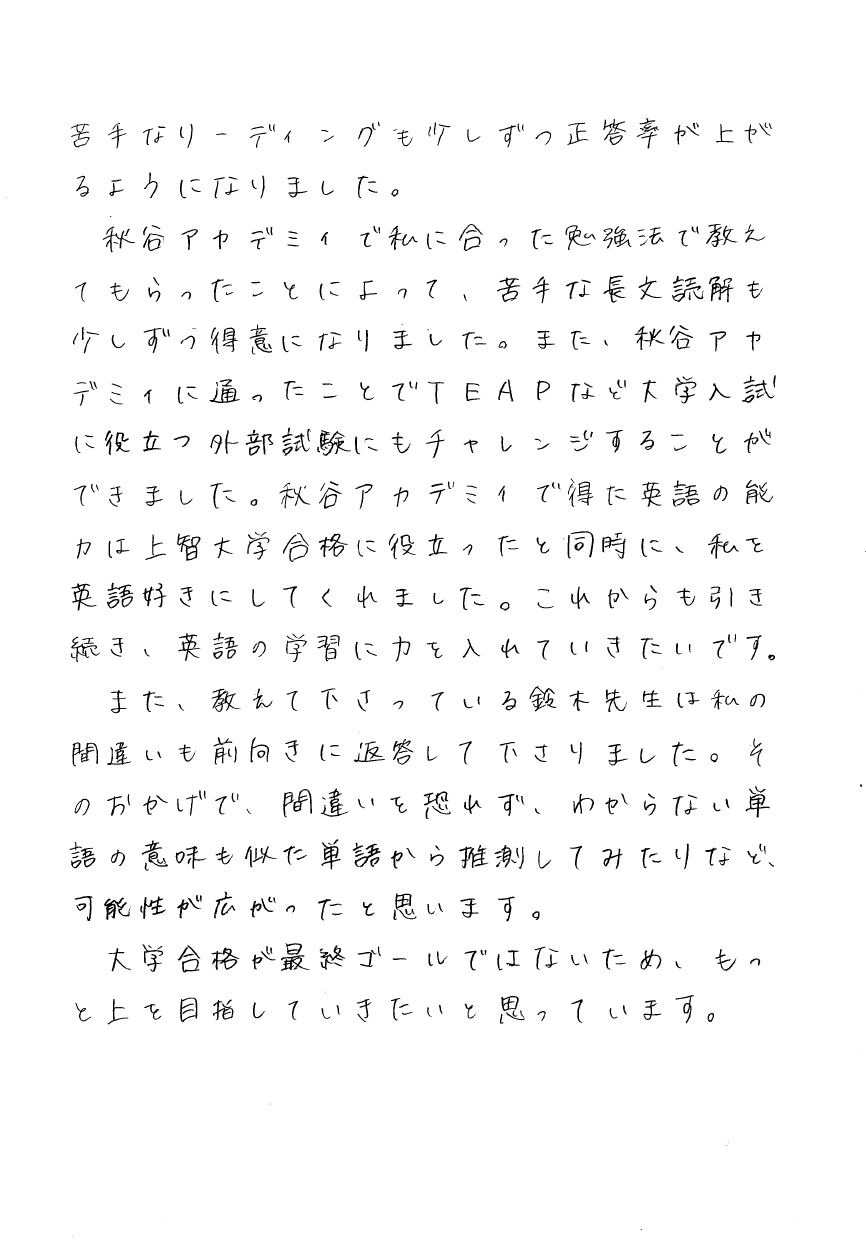 苦手なリーディングも少しずつ正答率が上が
るようになりました。
秋谷アカデミィで私に合った勉強法で教え
てもらったことによって、苦手な長文読解も
少しずつ得意になりました。また、秋谷アカ
デミィに通ったことでTEAPなど大学入試
に役立つ外部試験にもチャレンジすることが
できました。秋谷アカデミィで得た英語の能
力は上智大学合格に役立ったと同時に、私を
英語好きにしてくれました。これからも引き
続き、英語の学習に力を入れていきたいです。
また、教えて下さっている鈴木先生は私の
間違いも前向きに返答して下さりました。そ
のおかげで、間違いを恐れず、わからない単
語の意味も似た単語から推測してみたりなど、
可能性が広がったと思います。
大学合格が最終ゴールではないため、もっ
と上を目指していきたいと思っています。